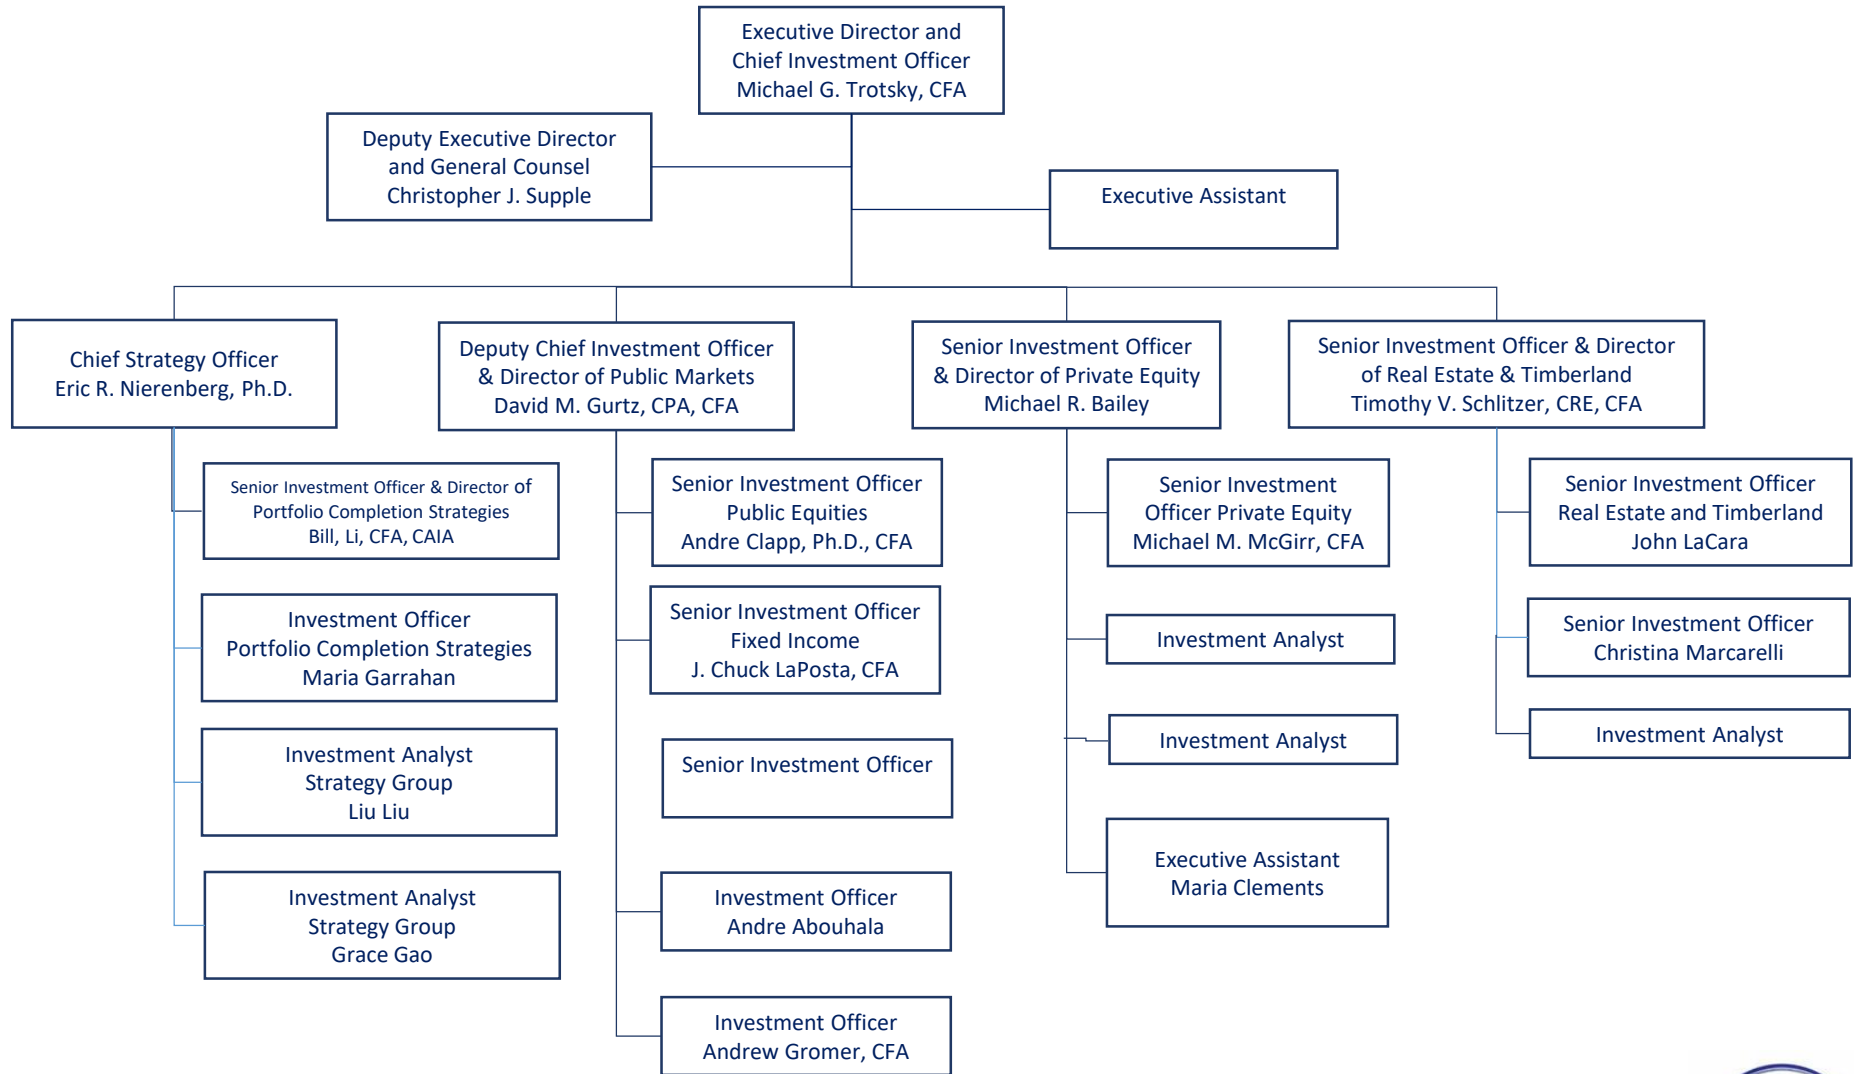 Executive Director and
Chief Investment Officer
Michael G. Trotsky, CFA
Deputy Executive Director
and General Counsel
Christopher J. Supple
Executive Assistant
Chief Strategy Officer
Eric R. Nierenberg, Ph.D.
Deputy Chief Investment Officer
& Director of Public Markets
David M. Gurtz, CPA, CFA
Senior Investment Officer
& Director of Private Equity
Michael R. Bailey
Senior Investment Officer & Director
of Real Estate & Timberland
Timothy V. Schlitzer, CRE, CFA
Senior Investment Officer & Director of
Portfolio Completion Strategies
Bill, Li, CFA, CAIA
Investment Officer
Portfolio Completion Strategies
Maria Garrahan
Investment Analyst
Strategy Group
Liu Liu
Investment Analyst
Strategy Group
Grace Gao
Senior Investment Officer
Public Equities
Andre Clapp, Ph.D., CFA
Senior Investment Officer
Fixed Income
J. Chuck LaPosta, CFA
Senior Investment Officer
Investment Officer
Andre Abouhala
Investment Officer
Andrew Gromer, CFA
Senior Investment
Officer Private Equity
Michael M. McGirr, CFA
Investment Analyst
Investment Analyst
Executive Assistant
Maria Clements
Senior Investment Officer
Real Estate and Timberland
John LaCara
Senior Investment Officer
Christina Marcarelli
Investment Analyst